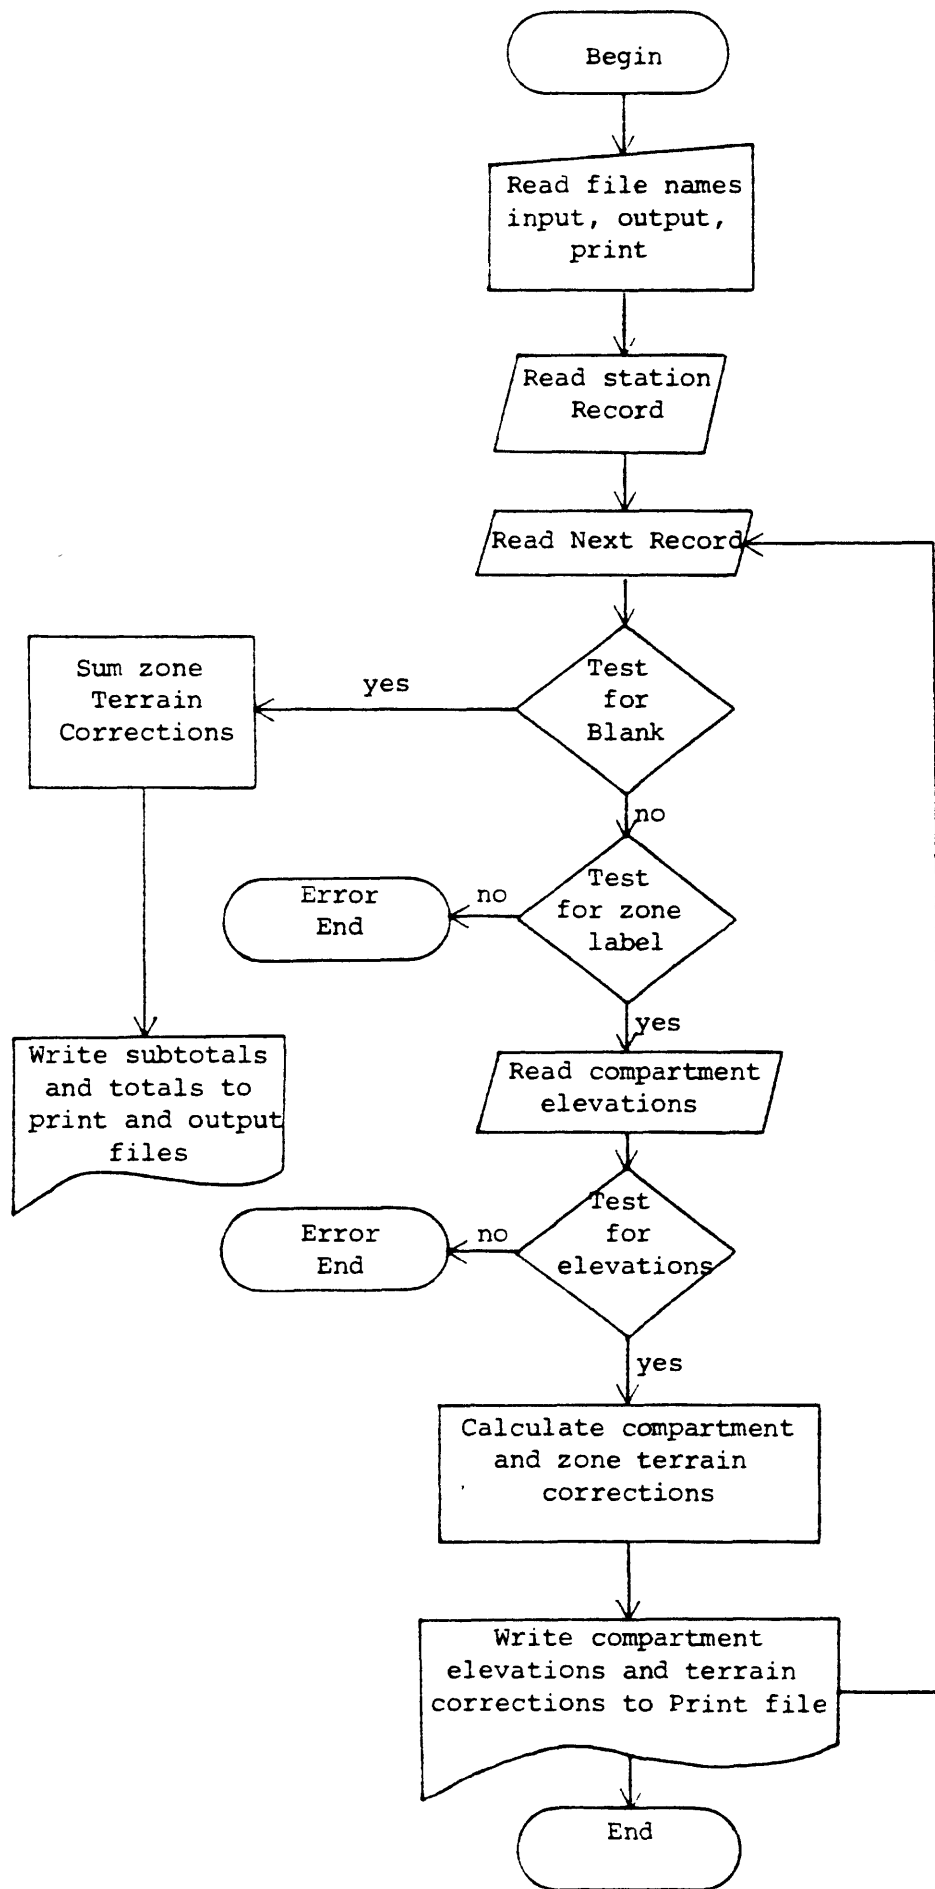 Begin
Read file names
input, output,
print
Read station
Record
Read Next Record
Test
for
Blank
yes
Sum zone
Terrain
Corrections
no
Test
for zone
label
no
Error
End
yes
Write subtotals
and totals to
print and output
files
Read compartment
elevations
Test
for
elevations
no
Error
End
yes
Calculate compartment
and zone terrain
corrections
Write compartment
elevations and terrain
corrections to Print file
End